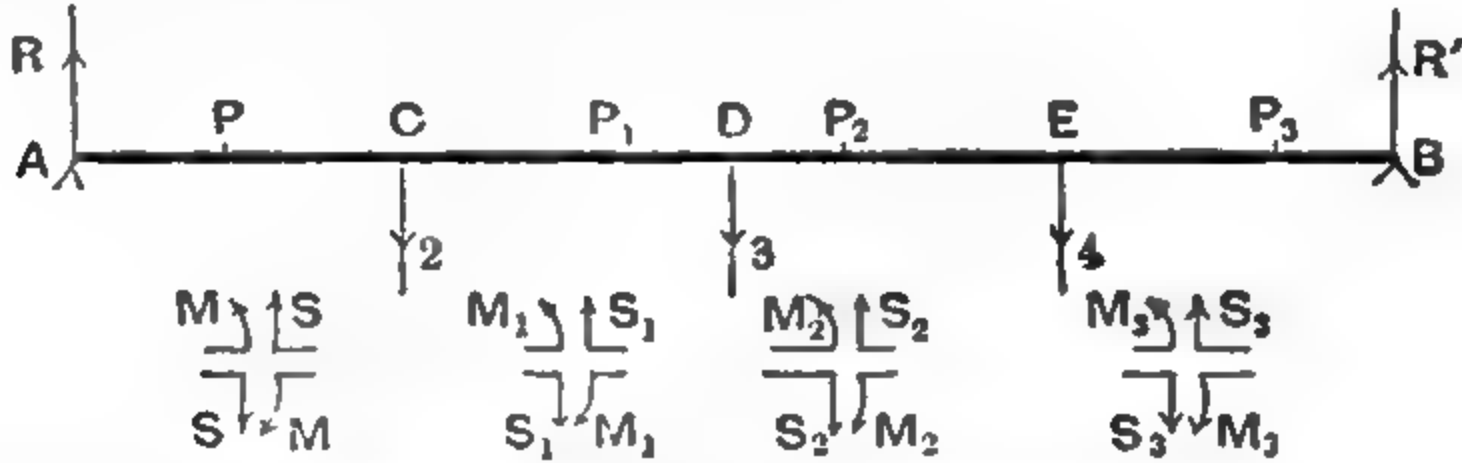 R R′
A P C P₁ D P₂ E P₃ B
2 3 4
M S M₁ S₁ M₂ S₂ M₃ S₃
S M S₁ M₁ S₂ M₂ S₃ M₃